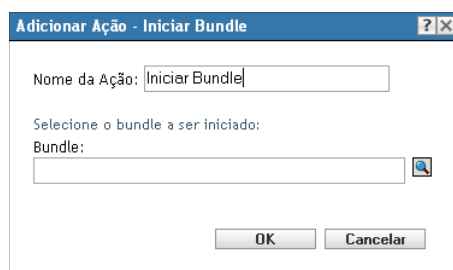 Adicionar Ação - Iniciar Bundle
Nome da Ação: Iniciar Bundle
Selecione o bundle a ser iniciado:
Bundle:
OK Cancelar